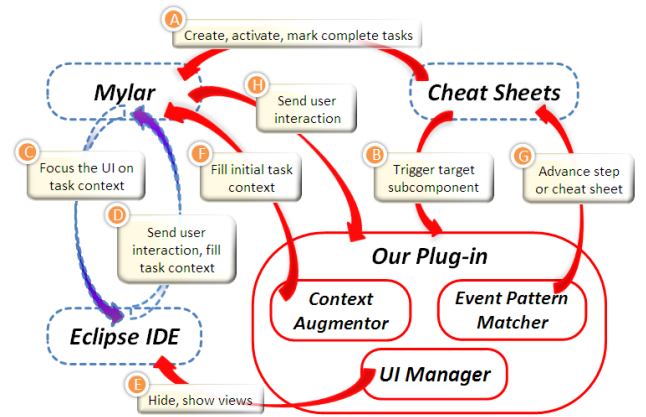 A
Create, activate, mark complete tasks
Mylar
H
Send user
interaction
Cheat Sheets
C
Focus the UI on
task context
F
Fill initial task
context
B
Trigger target
subcomponent
G
Advance step
or cheat sheet
D
Send user
interaction, fill
task context
Our Plug-in
Context
Augmentor
Event Pattern
Matcher
Eclipse IDE
UI Manager
E
Hide, show views